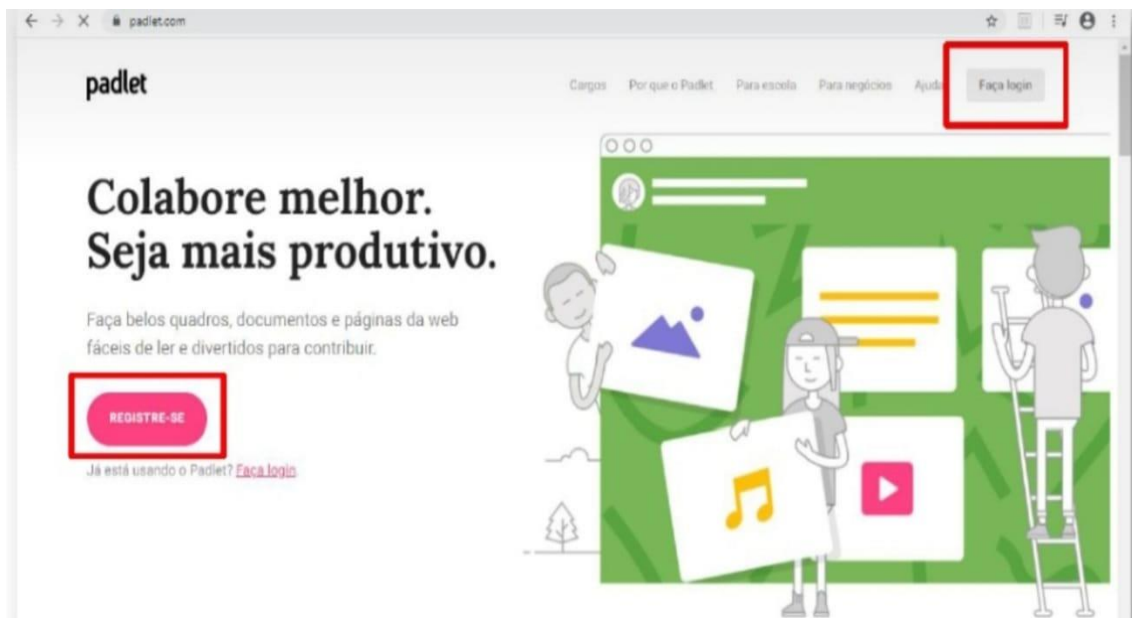 padlet.com
padlet
Cargos Por que o Padlet Para escola Para negócios Ajuda Faça login
Colabore melhor.
Seja mais produtivo.
Faça belos quadros, documentos e páginas da web
fáceis de ler e divertidos para contribuir.
REGISTRE-SE
Já está usando o Padlet? Faça login.